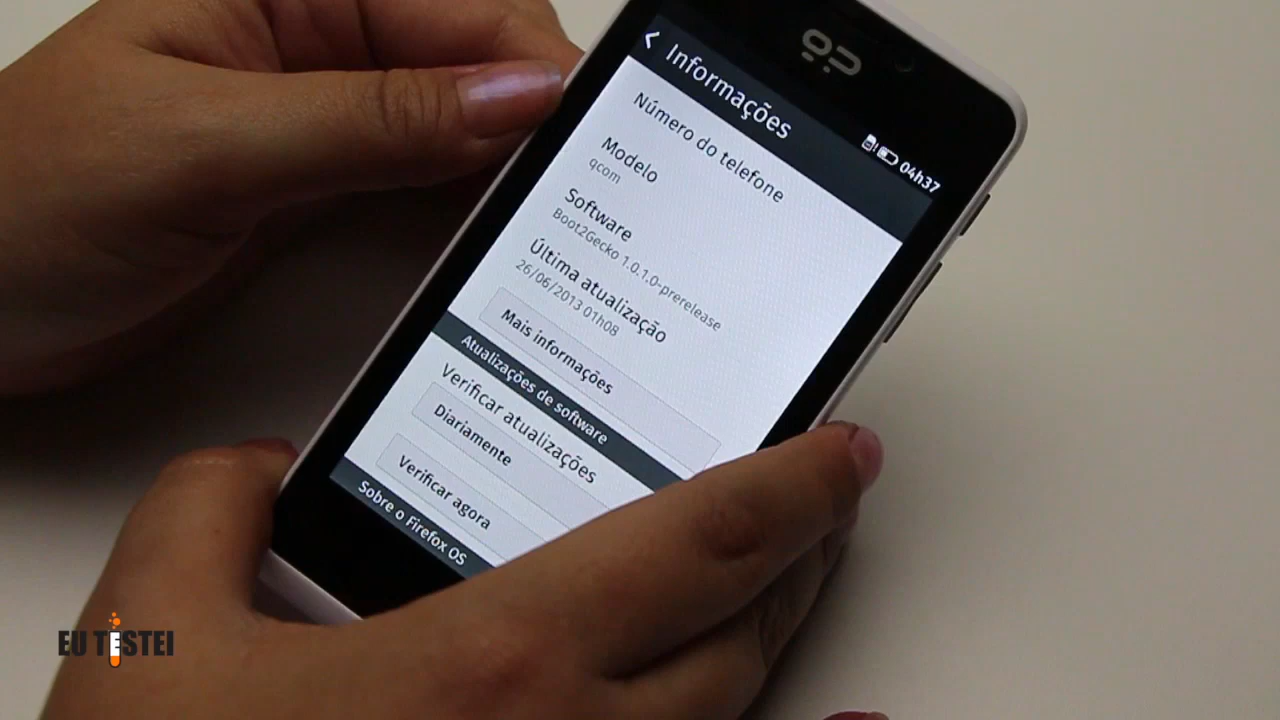 Informações
04h37
Número do telefone
Modelo
qcom
Software
Boot2Gecko 1.0.1.0-prerelease
Última atualização
26/06/2013 01h08
Mais informações
Atualizações de software
Verificar atualizações
Diariamente
Verificar agora
Sobre o Firefox OS
EU TESTEI